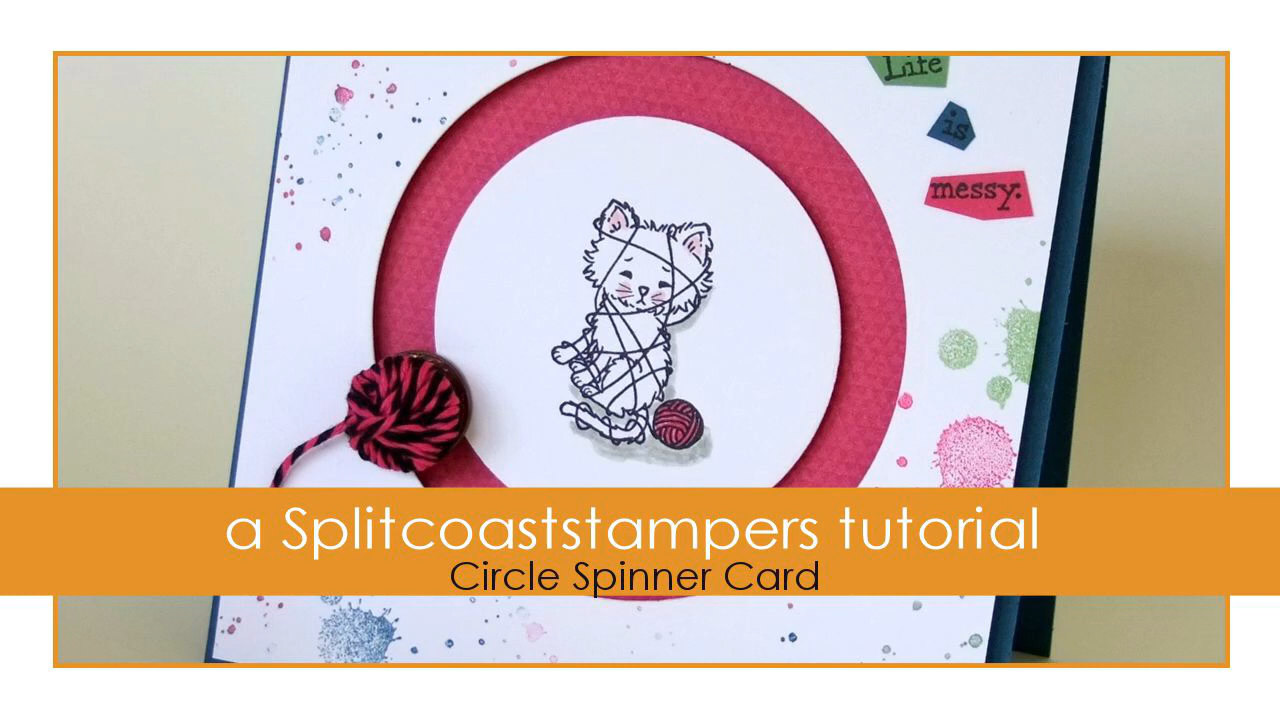 Life
is
messy.
a Splitcoaststampers tutorial
Circle Spinner Card